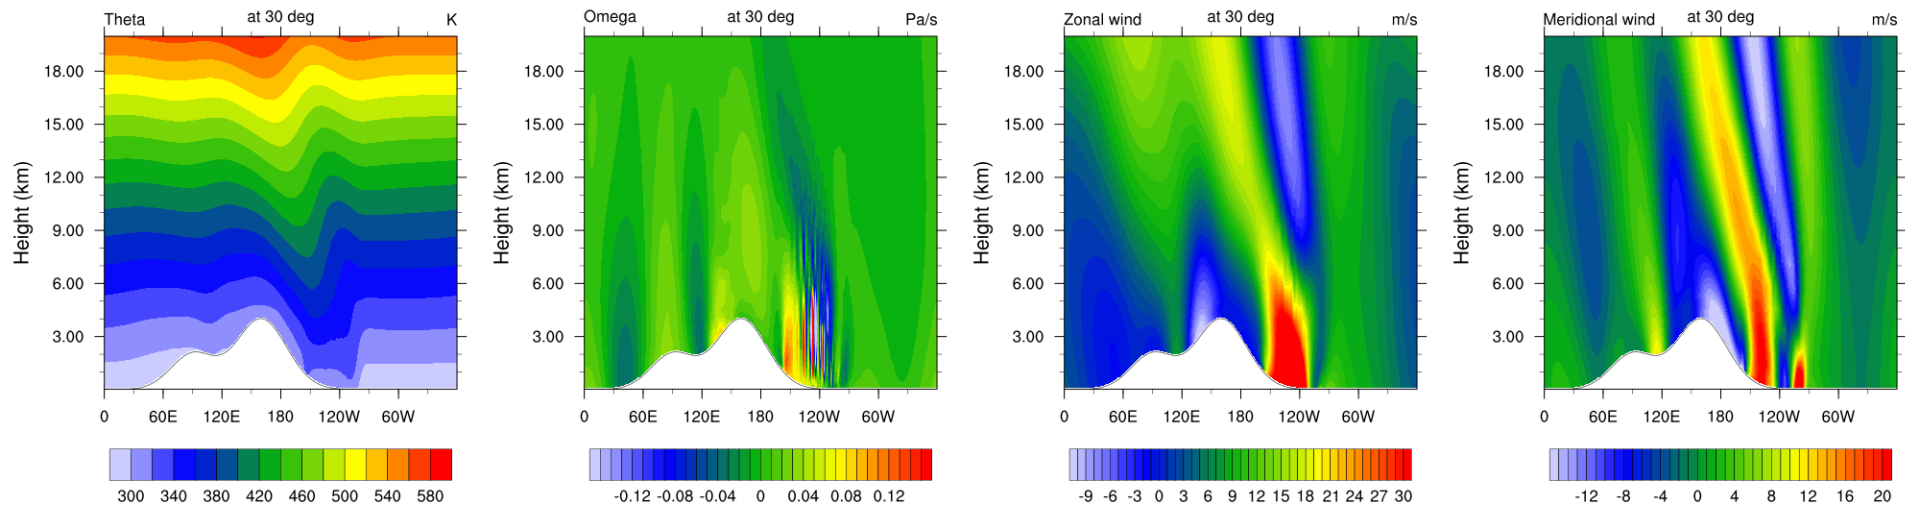 Theta at 30 deg K
18.00
15.00
12.00
9.00
6.00
3.00
Height (km)
0 60E 120E 180 120W 60W
300 340 380 420 460 500 540 580
Omega at 30 deg Pa/s
18.00
15.00
12.00
9.00
6.00
3.00
Height (km)
0 60E 120E 180 120W 60W
-0.12 -0.08 -0.04 0 0.04 0.08 0.12
Zonal wind at 30 deg m/s
18.00
15.00
12.00
9.00
6.00
3.00
Height (km)
0 60E 120E 180 120W 60W
-9 -6 -3 0 3 6 9 12 15 18 21 24 27 30
Meridional wind at 30 deg m/s
18.00
15.00
12.00
9.00
6.00
3.00
Height (km)
0 60E 120E 180 120W 60W
-12 -8 -4 0 4 8 12 16 20